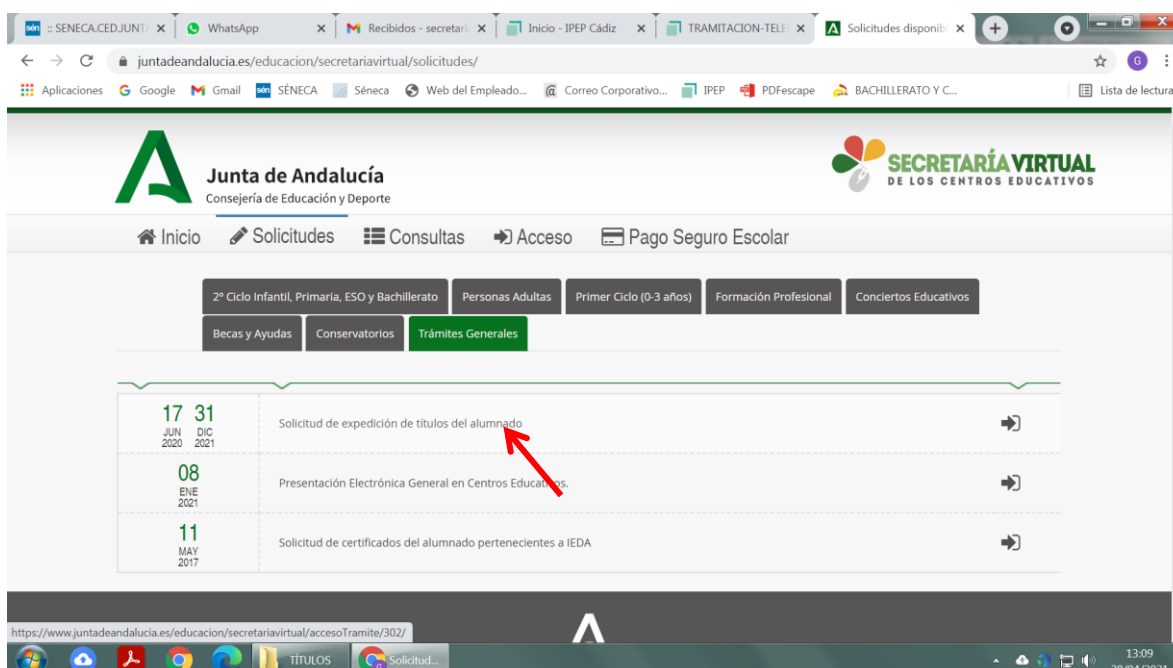 sén :: SENECA.CED.JUNTA WhatsApp Recibidos - secretari Inicio - IPEP Cádiz TRAMITACION-TELE Solicitudes disponib
juntadeandalucia.es/educacion/secretariavirtual/solicitudes/ G
Aplicaciones G Google Gmail sén SÉNECA Séneca Web del Empleado... @ Correo Corporativo... IPEP PDFescape BACHILLERATO Y C... Lista de lectura
Junta de Andalucía
Consejería de Educación y Deporte
SECRETARÍA VIRTUAL
DE LOS CENTROS EDUCATIVOS
Inicio Solicitudes Consultas Acceso Pago Seguro Escolar
2º Ciclo Infantil, Primaria, ESO y Bachillerato Personas Adultas Primer Ciclo (0-3 años) Formación Profesional Conciertos Educativos
Becas y Ayudas Conservatorios Trámites Generales
17 31
JUN DIC
2020 2021
Solicitud de expedición de títulos del alumnado
08
ENE
2021
Presentación Electrónica General en Centros Educativos.
11
MAY
2017
Solicitud de certificados del alumnado pertenecientes a IEDA
https://www.juntadeandalucia.es/educacion/secretariavirtual/accesoTramite/302/
TÍTULOS Solicitud... 13:09